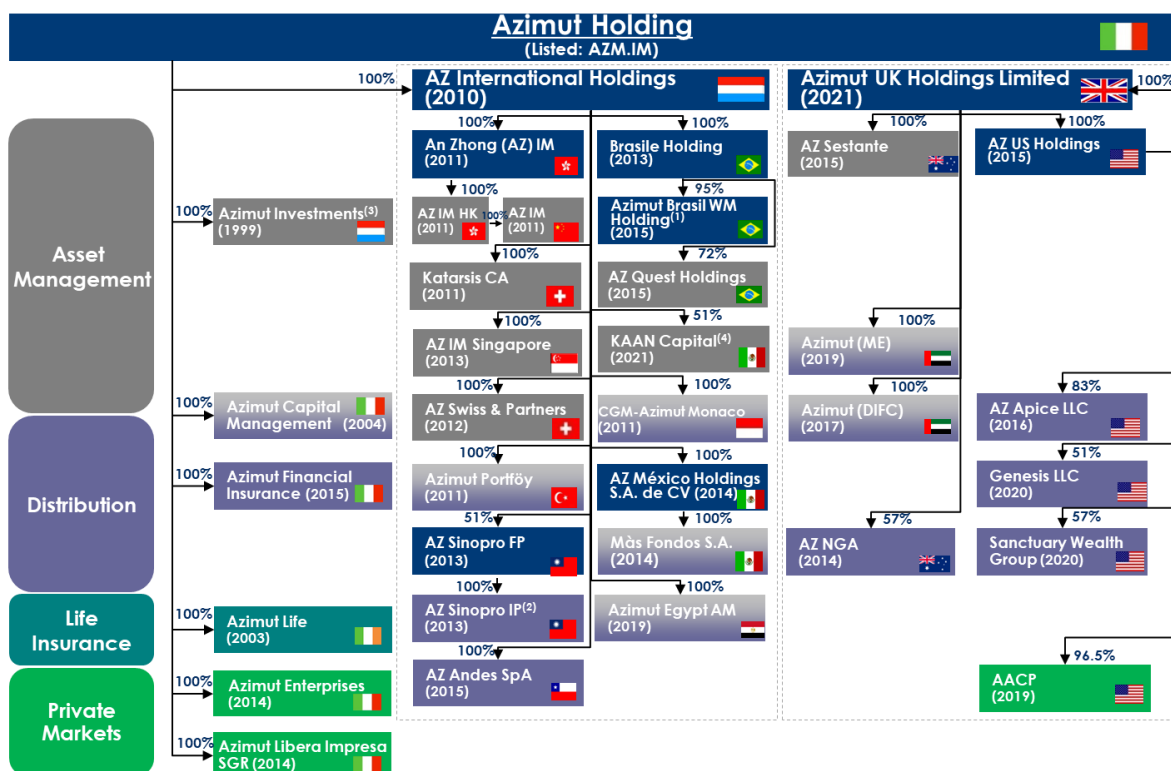 Azimut Holding
(Listed: AZM.IM)
100%
AZ International Holdings
(2010)
Azimut UK Holdings Limited
(2021)
100%
Asset
Management
Distribution
Life
Insurance
Private
Markets
100%
Azimut Investments(3)
(1999)
100%
Azimut Capital
Management (2004)
100%
Azimut Financial
Insurance (2015)
100%
Azimut Life
(2003)
100%
Azimut Enterprises
(2014)
100%
Azimut Libera Impresa
SGR (2014)
100%
An Zhong (AZ) IM
(2011)
100%
AZ IM HK
(2011)
100%
AZ IM
(2011)
100%
Katarsis CA
(2011)
100%
AZ IM Singapore
(2013)
100%
AZ Swiss & Partners
(2012)
100%
Azimut Portföy
(2011)
51%
AZ Sinopro FP
(2013)
100%
AZ Sinopro IP(2)
(2013)
100%
AZ Andes SpA
(2015)
100%
Brasile Holding
(2013)
95%
Azimut Brasil WM
Holding(1)
(2015)
72%
AZ Quest Holdings
(2015)
51%
KAAN Capital(4)
(2021)
100%
CGM-Azimut Monaco
(2011)
100%
AZ México Holdings
S.A. de CV (2014)
100%
Màs Fondos S.A.
(2014)
100%
Azimut Egypt AM
(2019)
100%
AZ Sestante
(2015)
100%
AZ US Holdings
(2015)
100%
Azimut (ME)
(2019)
100%
Azimut (DIFC)
(2017)
57%
AZ NGA
(2014)
83%
AZ Apice LLC
(2016)
51%
Genesis LLC
(2020)
57%
Sanctuary Wealth
Group (2020)
96.5%
AACP
(2019)